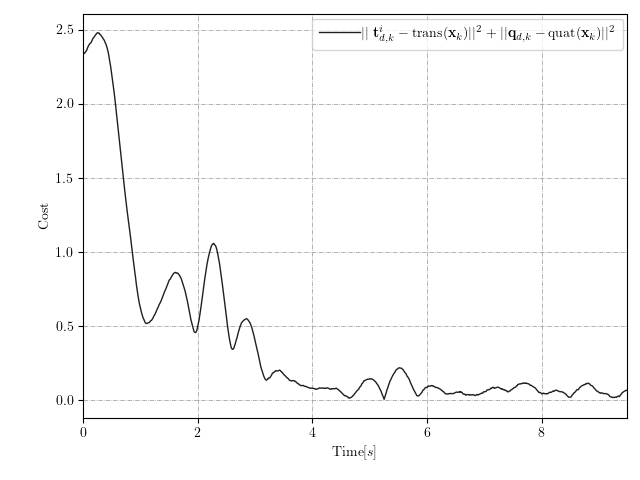 || t^i_{d,k} − trans(x_k)||^2 + ||q_{d,k} − quat(x_k)||^2
2.5
2.0
1.5
1.0
0.5
0.0
Cost
0 2 4 6 8
Time[s]